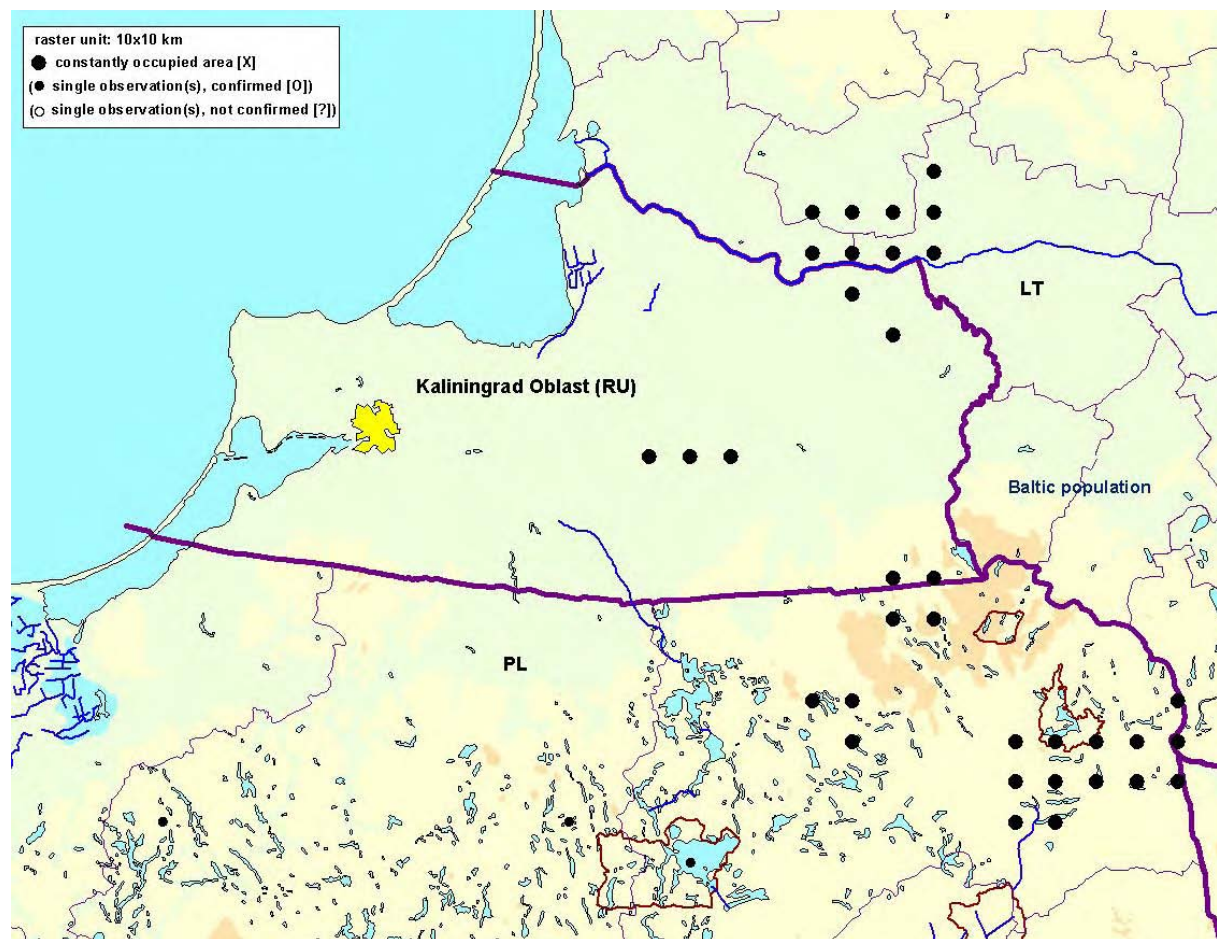 raster unit: 10x10 km
constantly occupied area [X]
(● single observation(s), confirmed [O])
(○ single observation(s), not confirmed [?])
LT
Kaliningrad Oblast (RU)
Baltic population
PL